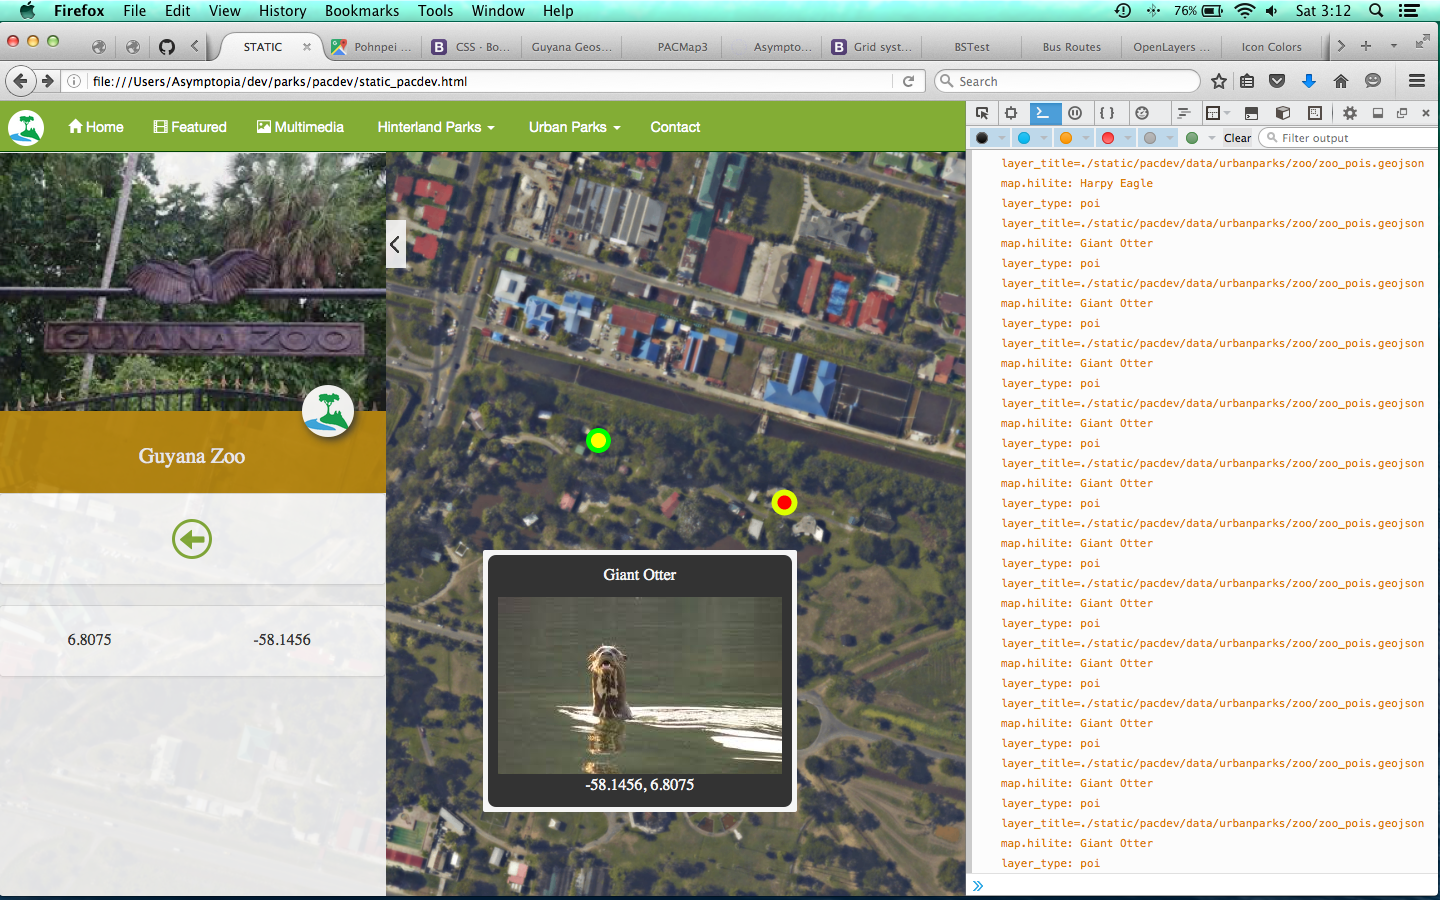 Firefox File Edit View History Bookmarks Tools Window Help 76% Sat 3:12
STATIC Pohnpei ... CSS · Bo... Guyana Geos... PACMap3 Asympto... Grid syst... BSTest Bus Routes OpenLayers ... Icon Colors
file:///Users/Asymptopia/dev/parks/pacdev/static_pacdev.html Search
Home Featured Multimedia Hinterland Parks Urban Parks Contact
Clear Filter output
GUYANA ZOO
Guyana Zoo
6.8075 -58.1456
Giant Otter
-58.1456, 6.8075
layer_title=./static/pacdev/data/urbanparks/zoo/zoo_pois.geojson
map.hilite: Harpy Eagle
layer_type: poi
layer_title=./static/pacdev/data/urbanparks/zoo/zoo_pois.geojson
map.hilite: Giant Otter
layer_type: poi
layer_title=./static/pacdev/data/urbanparks/zoo/zoo_pois.geojson
map.hilite: Giant Otter
layer_type: poi
layer_title=./static/pacdev/data/urbanparks/zoo/zoo_pois.geojson
map.hilite: Giant Otter
layer_type: poi
layer_title=./static/pacdev/data/urbanparks/zoo/zoo_pois.geojson
map.hilite: Giant Otter
layer_type: poi
layer_title=./static/pacdev/data/urbanparks/zoo/zoo_pois.geojson
map.hilite: Giant Otter
layer_type: poi
layer_title=./static/pacdev/data/urbanparks/zoo/zoo_pois.geojson
map.hilite: Giant Otter
layer_type: poi
layer_title=./static/pacdev/data/urbanparks/zoo/zoo_pois.geojson
map.hilite: Giant Otter
layer_type: poi
layer_title=./static/pacdev/data/urbanparks/zoo/zoo_pois.geojson
map.hilite: Giant Otter
layer_type: poi
layer_title=./static/pacdev/data/urbanparks/zoo/zoo_pois.geojson
map.hilite: Giant Otter
layer_type: poi
layer_title=./static/pacdev/data/urbanparks/zoo/zoo_pois.geojson
map.hilite: Giant Otter
layer_type: poi
layer_title=./static/pacdev/data/urbanparks/zoo/zoo_pois.geojson
map.hilite: Giant Otter
layer_type: poi